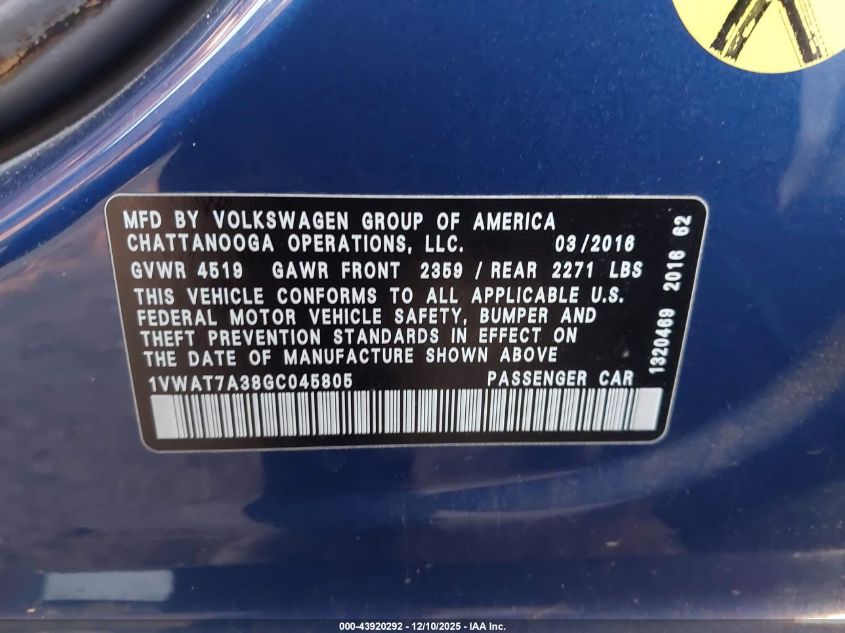 MFD BY VOLKSWAGEN GROUP OF AMERICA
CHATTANOOGA OPERATIONS, LLC. 03/2016
GVWR 4519 GAWR FRONT 2359 / REAR 2271 LBS
THIS VEHICLE CONFORMS TO ALL APPLICABLE U.S.
FEDERAL MOTOR VEHICLE SAFETY, BUMPER AND
THEFT PREVENTION STANDARDS IN EFFECT ON
THE DATE OF MANUFACTURE SHOWN ABOVE
1VWAT7A38GC045805 PASSENGER CAR
1320469 2016 62
000-43920292 - 12/10/2025 - IAA Inc.